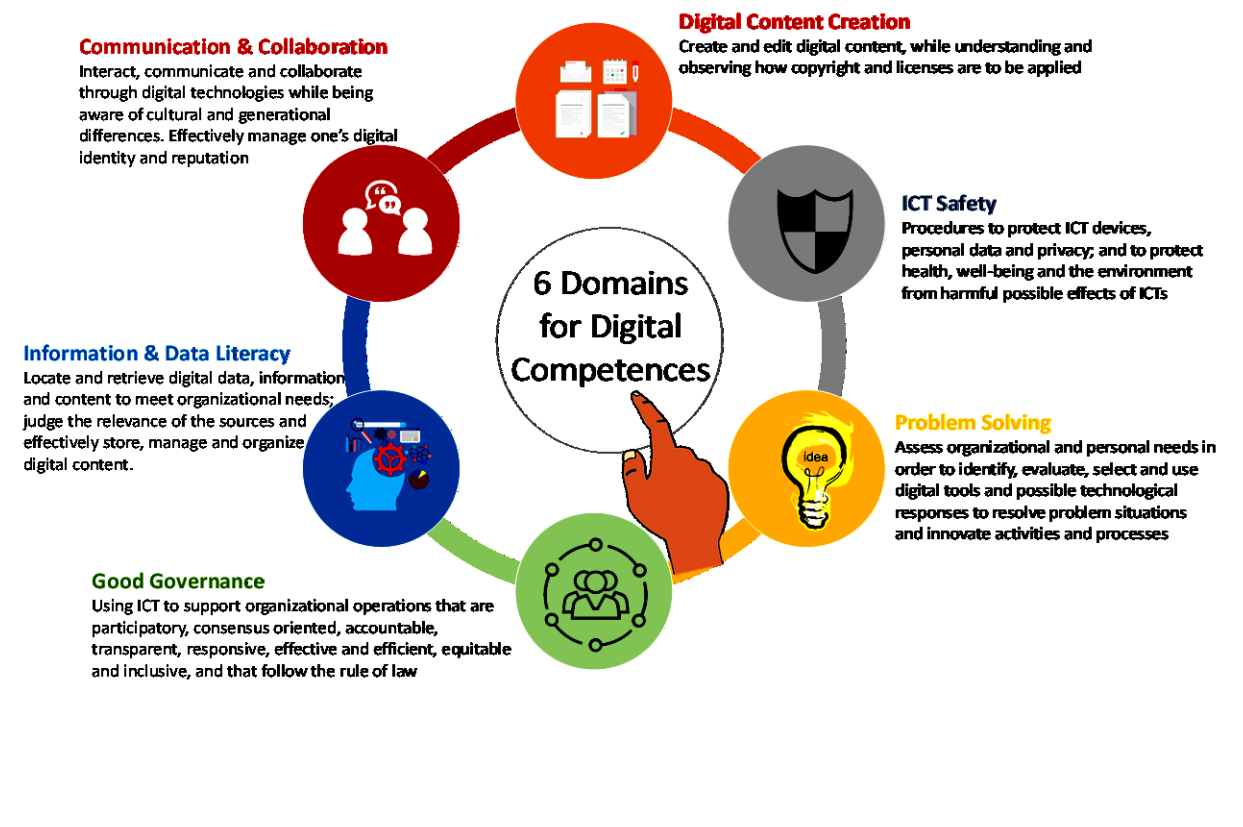 Digital Content Creation
Create and edit digital content, while understanding and
observing how copyright and licenses are to be applied
Communication & Collaboration
Interact, communicate and collaborate
through digital technologies while being
aware of cultural and generational
differences. Effectively manage one's digital
identity and reputation
ICT Safety
Procedures to protect ICT devices,
personal data and privacy; and to protect
health, well-being and the environment
from harmful possible effects of ICTs
6 Domains
for Digital
Competences
Information & Data Literacy
Locate and retrieve digital data, information
and content to meet organizational needs;
judge the relevance of the sources and
effectively store, manage and organize
digital content.
Problem Solving
Assess organizational and personal needs in
order to identify, evaluate, select and use
digital tools and possible technological
responses to resolve problem situations
and innovate activities and processes
idea
Good Governance
Using ICT to support organizational operations that are
participatory, consensus oriented, accountable,
transparent, responsive, effective and efficient, equitable
and inclusive, and that follow the rule of law